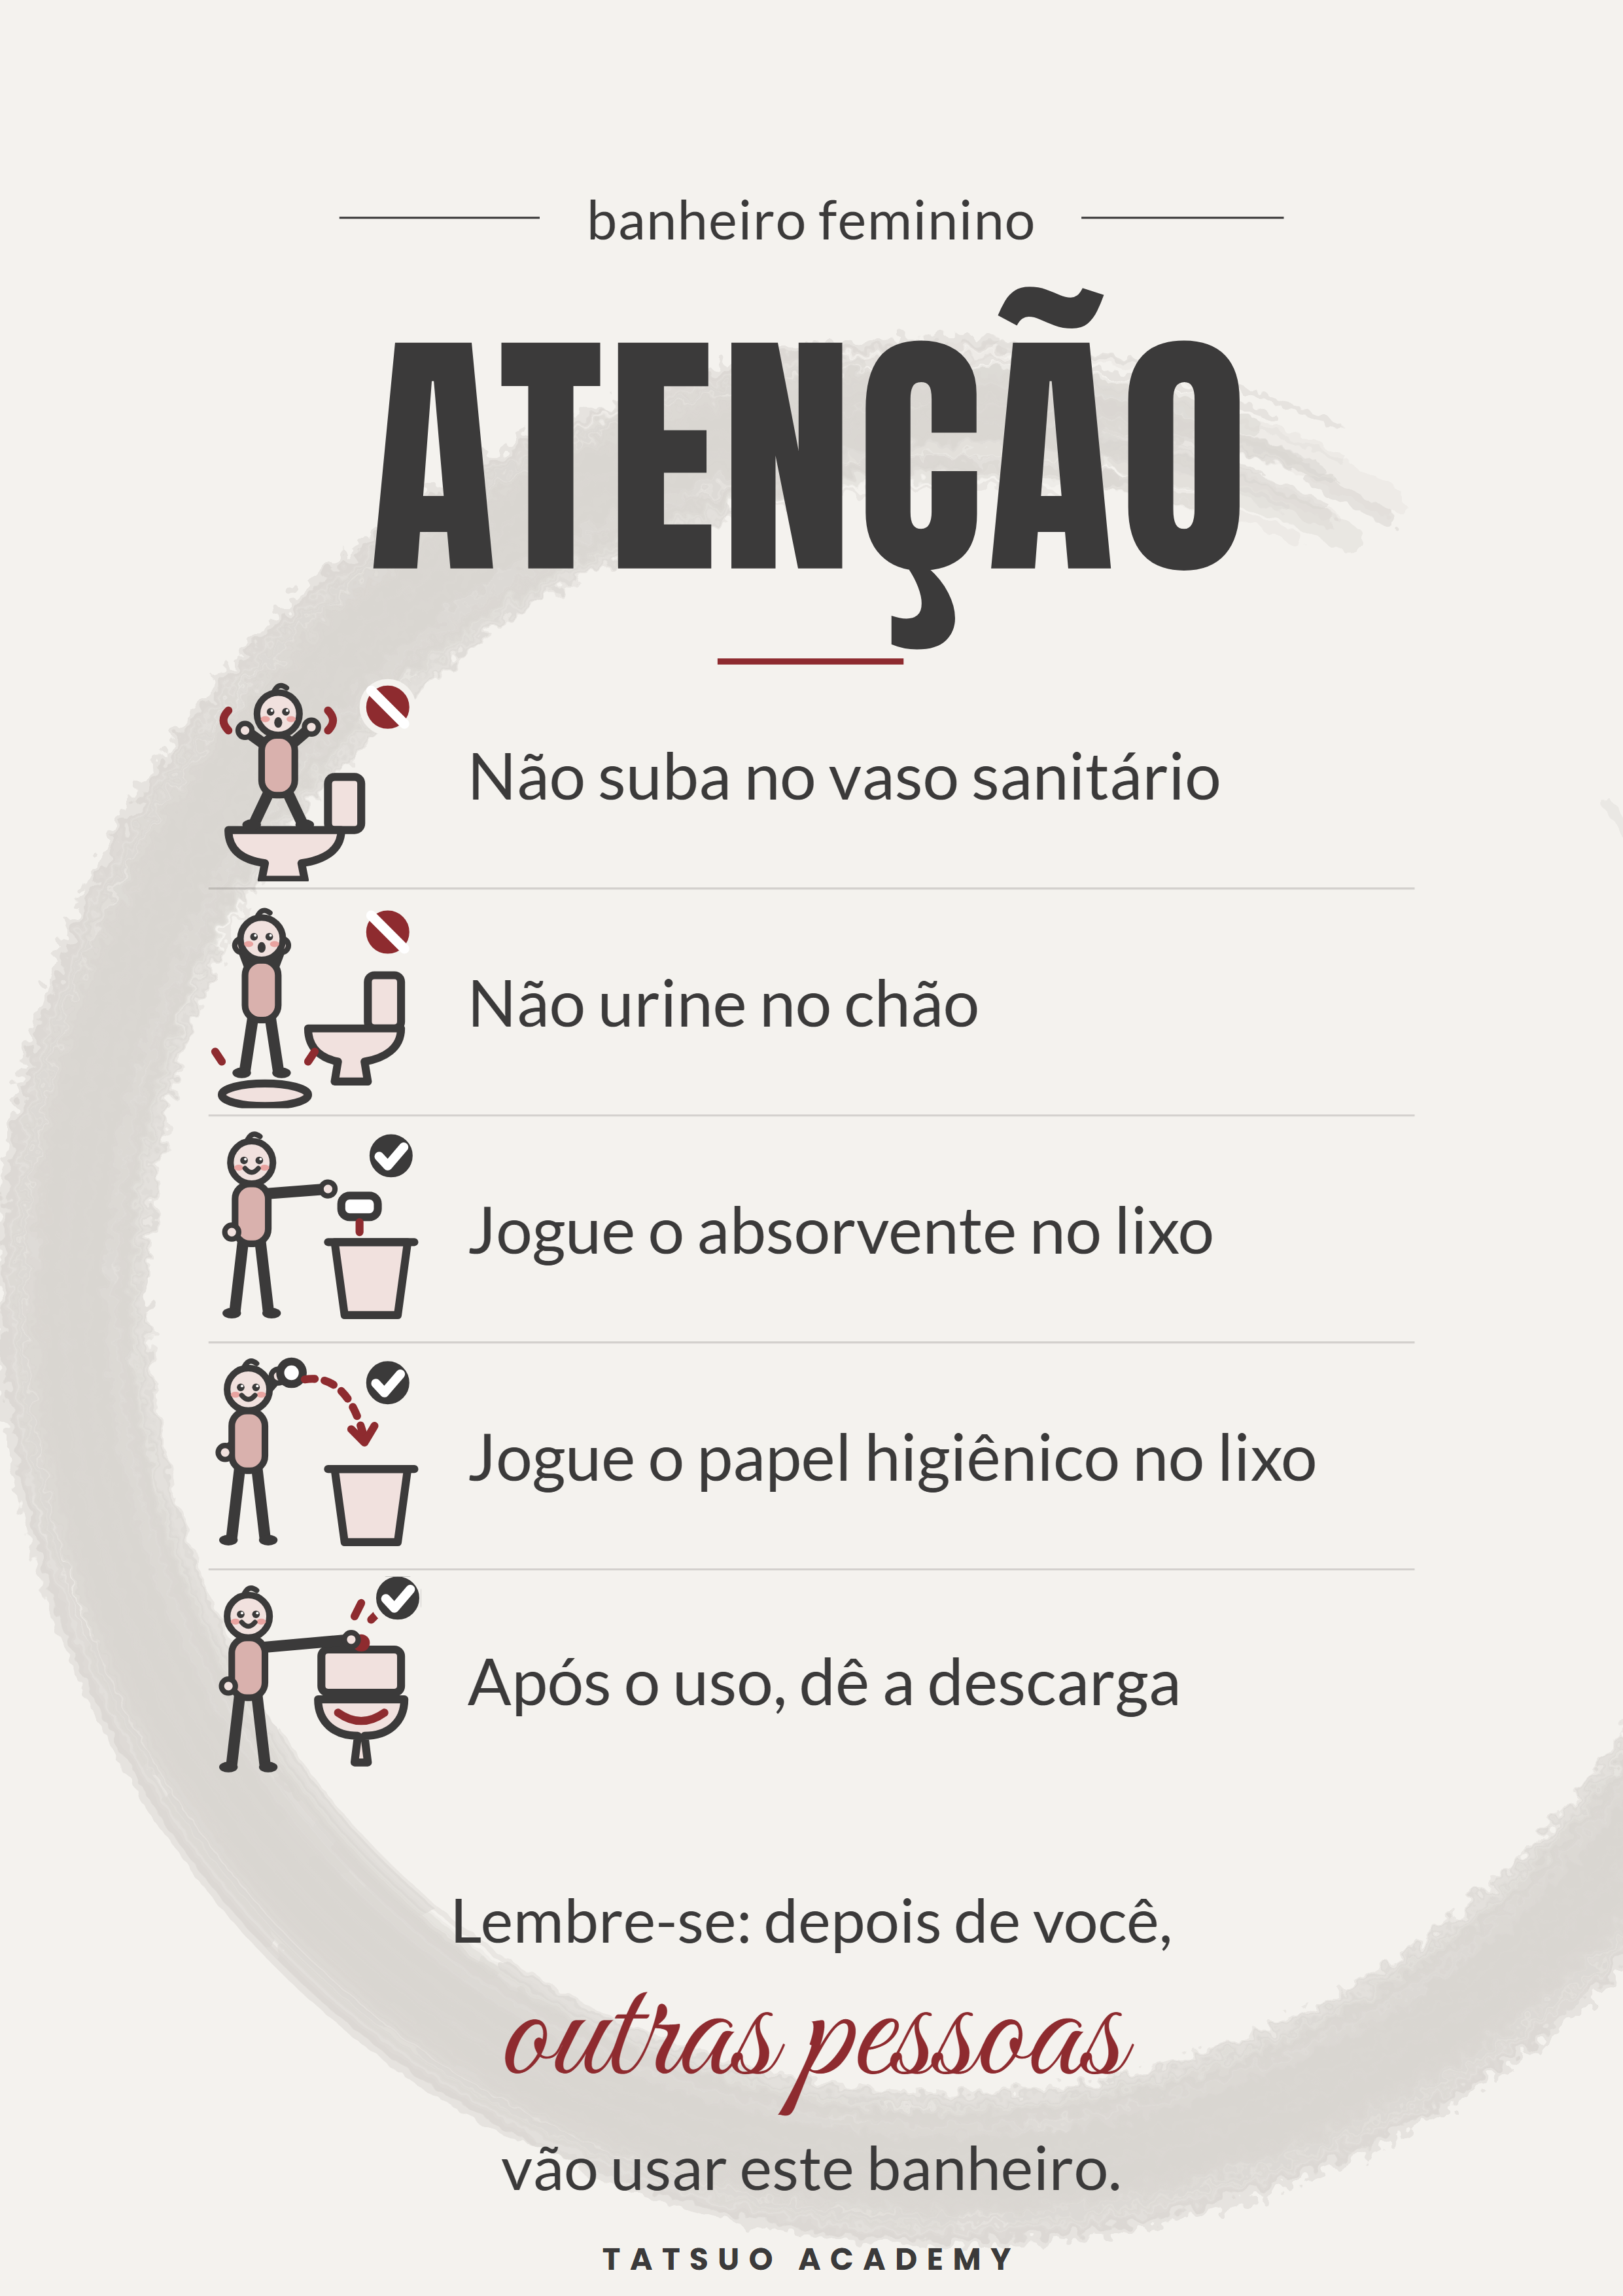 banheiro feminino
ATENÇÃO
Não suba no vaso sanitário
Não urine no chão
Jogue o absorvente no lixo
Jogue o papel higiênico no lixo
Após o uso, dê a descarga
Lembre-se: depois de você,
outras pessoas
vão usar este banheiro.
TATSUO ACADEMY